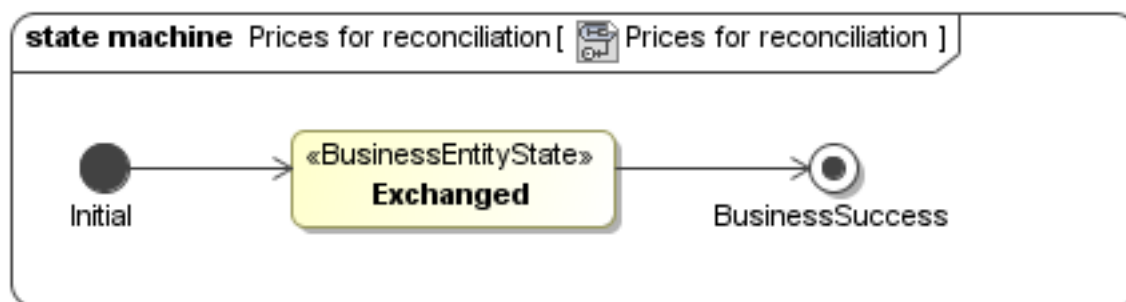 state machine Prices for reconciliation[ Prices for reconciliation ]
«BusinessEntityState»
Exchanged
Initial
BusinessSuccess